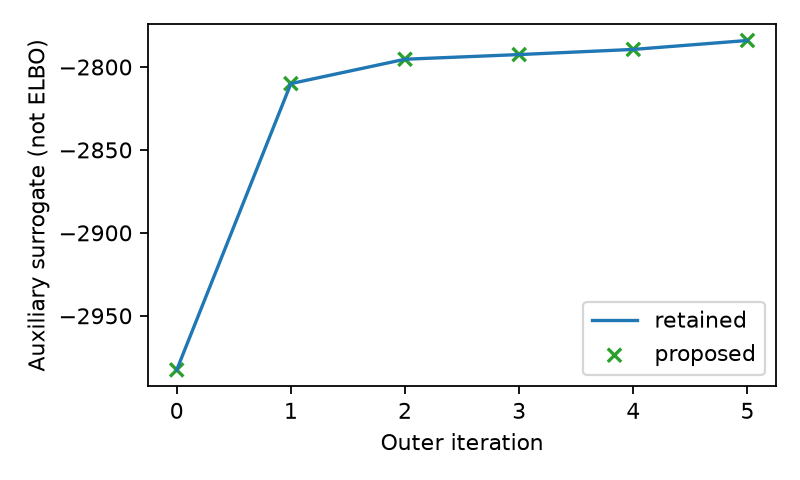 Auxiliary surrogate (not ELBO)
−2800
−2850
−2900
−2950
retained
proposed
0 1 2 3 4 5
Outer iteration